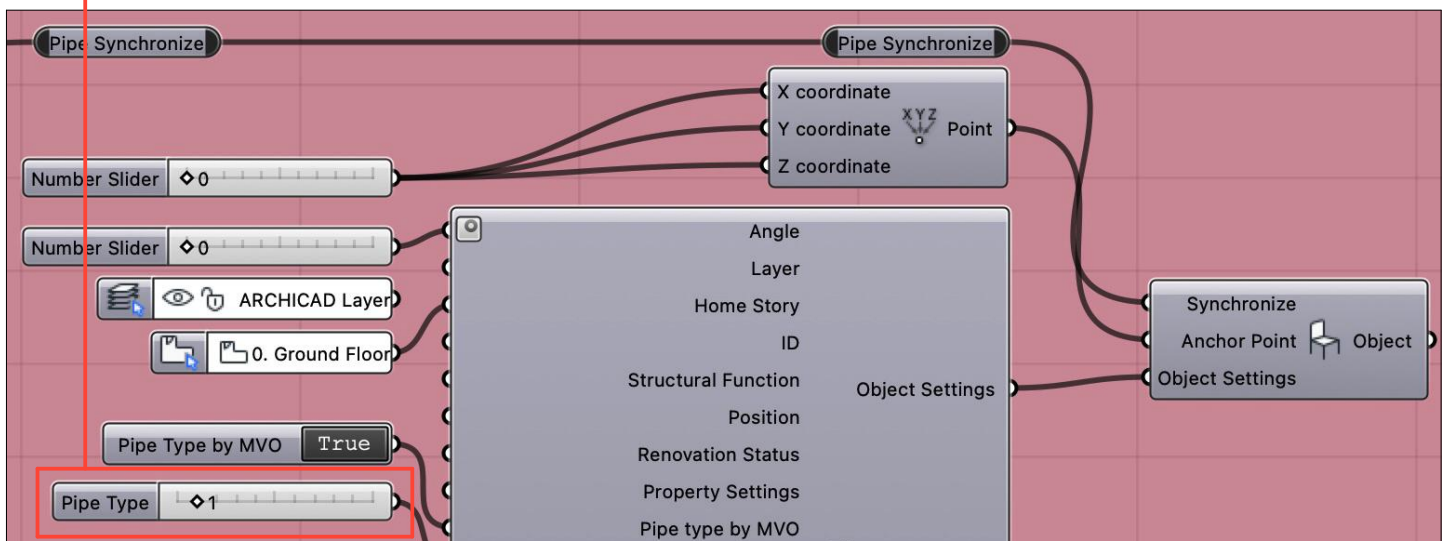 Pipe Synchronize
Pipe Synchronize
X coordinate
Y coordinate
Z coordinate
XYZ
Point
Number Slider
0
Number Slider
0
ARCHICAD Layer
0. Ground Floor
Angle
Layer
Home Story
ID
Structural Function
Position
Renovation Status
Property Settings
Pipe type by MVO
Object Settings
Synchronize
Anchor Point
Object Settings
Object
Pipe Type by MVO
True
Pipe Type
1